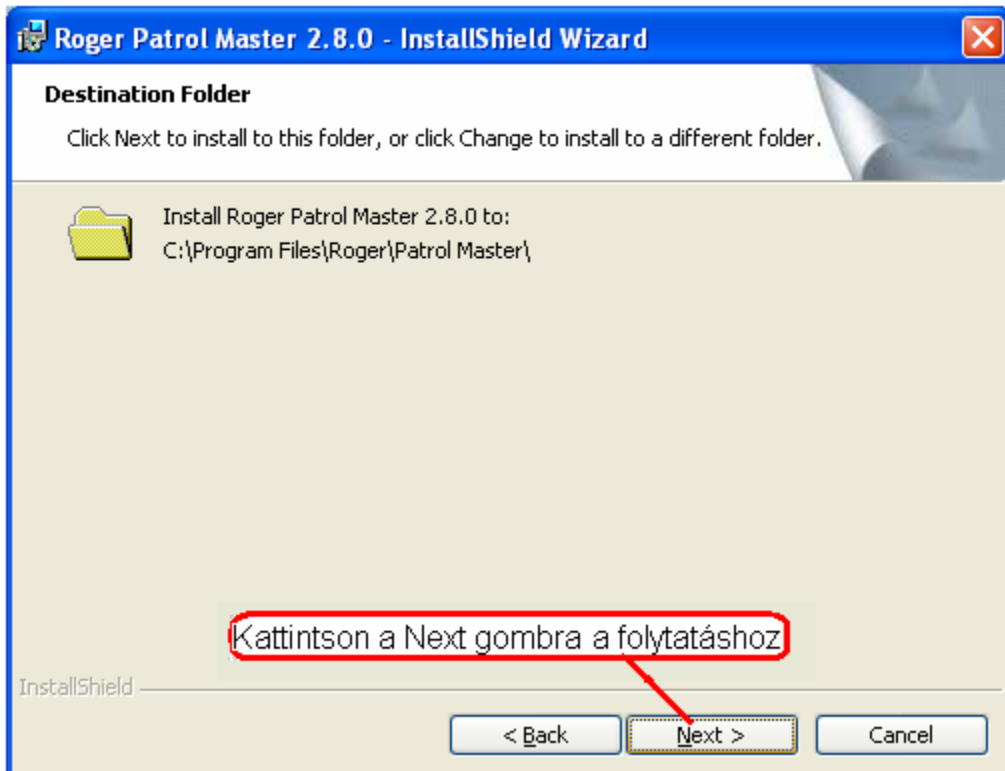 Roger Patrol Master 2.8.0 - InstallShield Wizard
Destination Folder
Click Next to install to this folder, or click Change to install to a different folder.
Install Roger Patrol Master 2.8.0 to:
C:\Program Files\Roger\Patrol Master\
Kattintson a Next gombra a folytatáshoz
InstallShield
< Back Next > Cancel